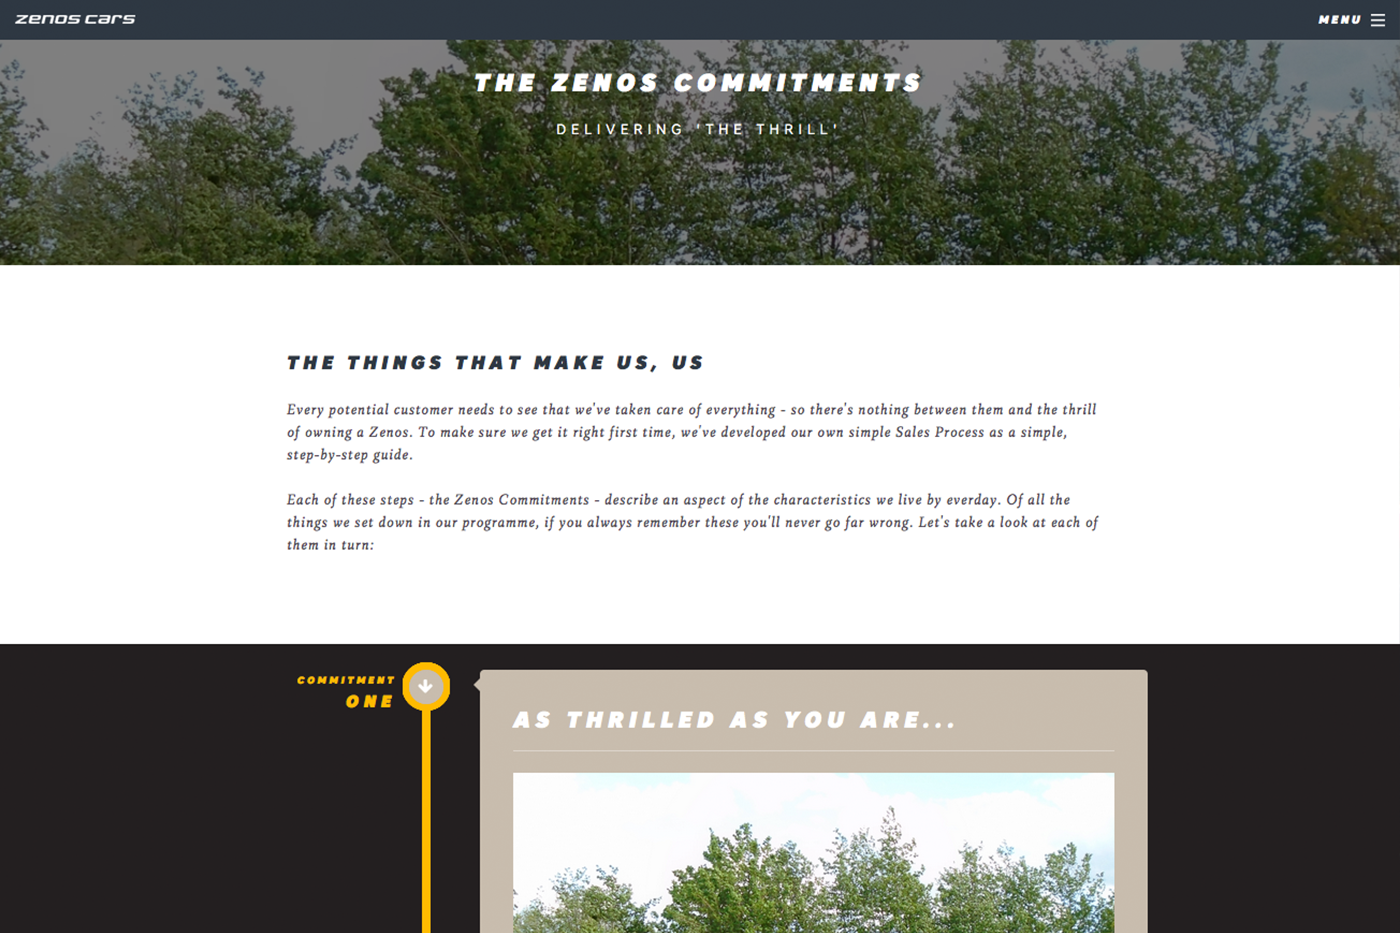 zenos cars
MENU
THE ZENOS COMMITMENTS
DELIVERING 'THE THRILL'
THE THINGS THAT MAKE US, US
Every potential customer needs to see that we've taken care of everything - so there's nothing between them and the thrill
of owning a Zenos. To make sure we get it right first time, we've developed our own simple Sales Process as a simple,
step-by-step guide.
Each of these steps - the Zenos Commitments - describe an aspect of the characteristics we live by everday. Of all the
things we set down in our programme, if you always remember these you'll never go far wrong. Let's take a look at each of
them in turn:
COMMITMENT
ONE
AS THRILLED AS YOU ARE...